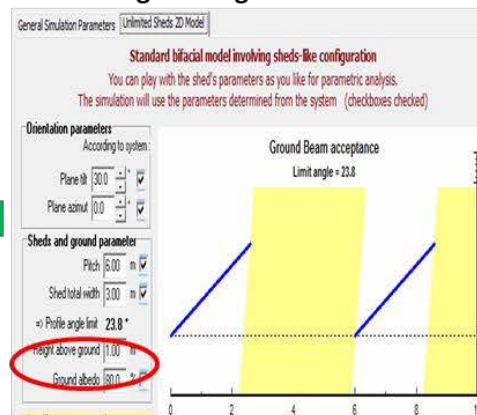 General Simulation Parameters Unlimited Sheds 2D Model
Standard bifacial model involving sheds-like configuration
You can play with the shed's parameters as you like for parametric analysis.
The simulation will use the parameters determined from the system (checkboxes checked)
Orientation parameters
According to system :
Plane tilt 30.0 °
Plane azimut 0.0 °
Sheds and ground parameter
Pitch 6.00 m
Shed total width 3.00 m
=> Profile angle limit 23.8 °
Height above ground 1.00 m
Ground albedo 80.0 %
Ground Beam acceptance
Limit angle = 23.8
0 2 4 6 8 1